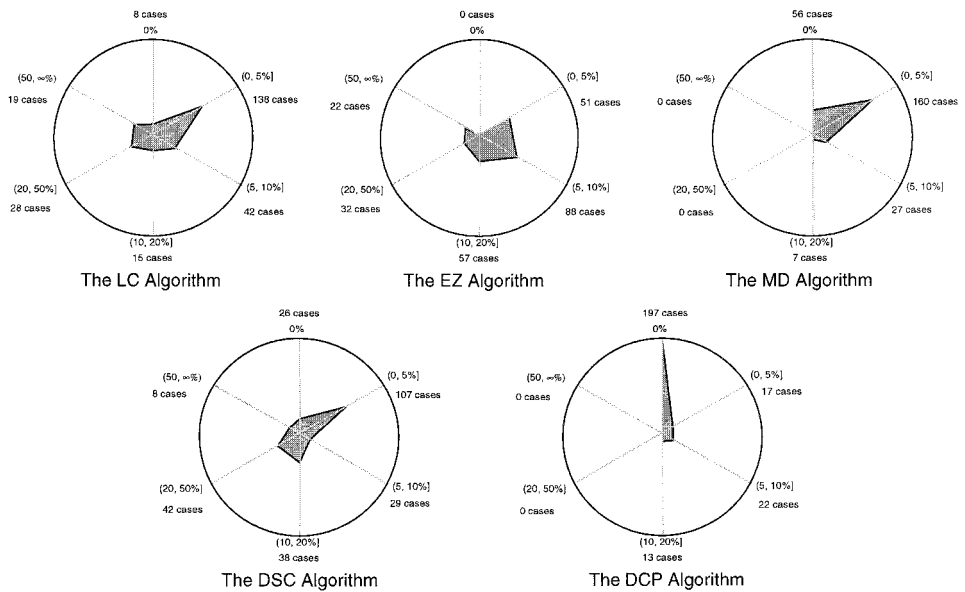 8 cases
0%
(0, 5%]
138 cases
(5, 10%]
42 cases
(10, 20%]
15 cases
(20, 50%]
28 cases
(50, ∞%)
19 cases
The LC Algorithm
0 cases
0%
(0, 5%]
51 cases
(5, 10%]
88 cases
(10, 20%]
57 cases
(20, 50%]
32 cases
(50, ∞%)
22 cases
The EZ Algorithm
56 cases
0%
(0, 5%]
160 cases
(5, 10%]
27 cases
(10, 20%]
7 cases
(20, 50%]
0 cases
(50, ∞%)
0 cases
The MD Algorithm
26 cases
0%
(0, 5%]
107 cases
(5, 10%]
29 cases
(10, 20%]
38 cases
(20, 50%]
42 cases
(50, ∞%)
8 cases
The DSC Algorithm
197 cases
0%
(0, 5%]
17 cases
(5, 10%]
22 cases
(10, 20%]
13 cases
(20, 50%]
0 cases
(50, ∞%)
0 cases
The DCP Algorithm